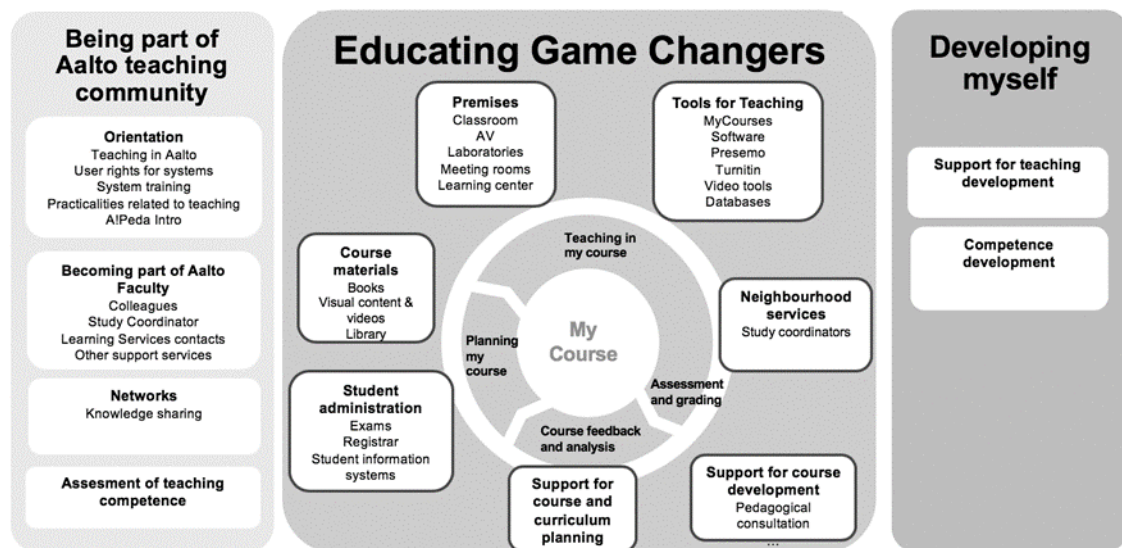 Being part of
Aalto teaching
community
Orientation
Teaching in Aalto
User rights for systems
System training
Practicalities related to teaching
A!Peda Intro
Becoming part of Aalto
Faculty
Colleagues
Study Coordinator
Learning Services contacts
Other support services
Networks
Knowledge sharing
Assesment of teaching
competence
Educating Game Changers
Premises
Classroom
AV
Laboratories
Meeting rooms
Learning center
Tools for Teaching
MyCourses
Software
Presemo
Turnitin
Video tools
Databases
Course
materials
Books
Visual content &
videos
Library
Teaching in
my course
Neighbourhood
services
Study coordinators
My
Course
Planning
my
course
Assessment
and grading
Student
administration
Exams
Registrar
Student information
systems
Course feedback
and analysis
Support for
course and
curriculum
planning
Support for course
development
Pedagogical
consultation
...
Developing
myself
Support for teaching
development
Competence
development